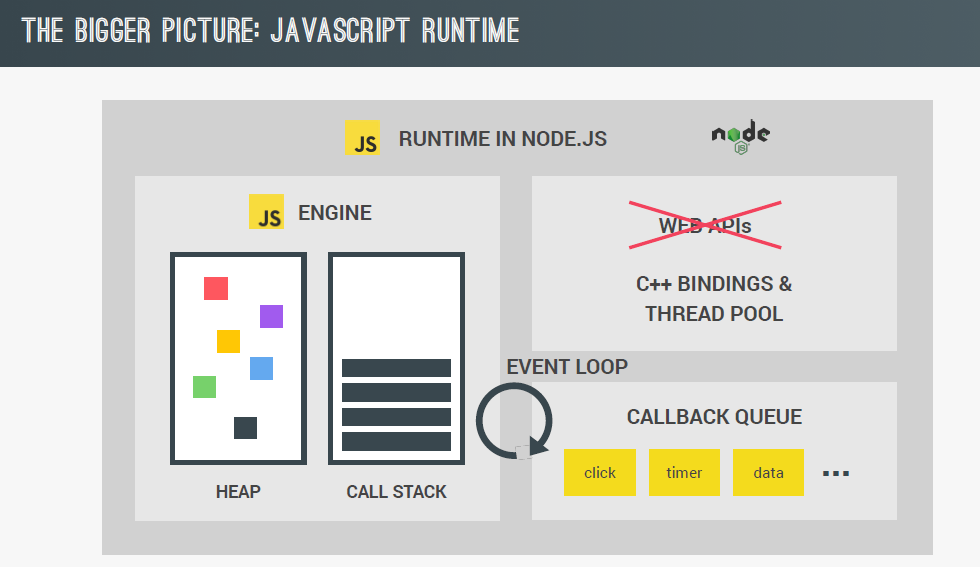 THE BIGGER PICTURE: JAVASCRIPT RUNTIME
JS
RUNTIME IN NODE.JS
node
JS
JS
ENGINE
HEAP
CALL STACK
WEB APIs
C++ BINDINGS &
THREAD POOL
EVENT LOOP
CALLBACK QUEUE
click
timer
data
...